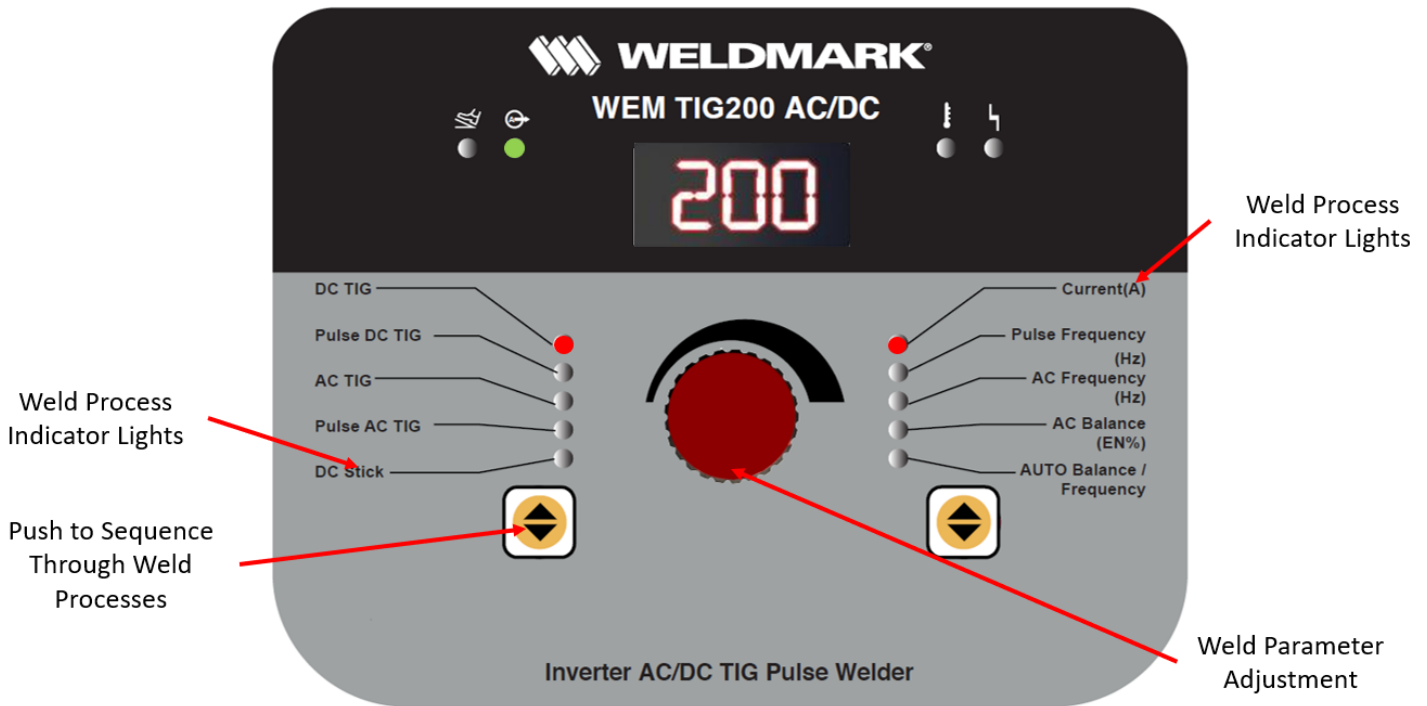 WELDMARK®
WEM TIG200 AC/DC
A
200
DC TIG
Pulse DC TIG
AC TIG
Pulse AC TIG
DC Stick
Current(A)
Pulse Frequency
(Hz)
AC Frequency
(Hz)
AC Balance
(EN%)
AUTO Balance /
Frequency
Inverter AC/DC TIG Pulse Welder
Weld Process
Indicator Lights
Push to Sequence
Through Weld
Processes
Weld Process
Indicator Lights
Weld Parameter
Adjustment